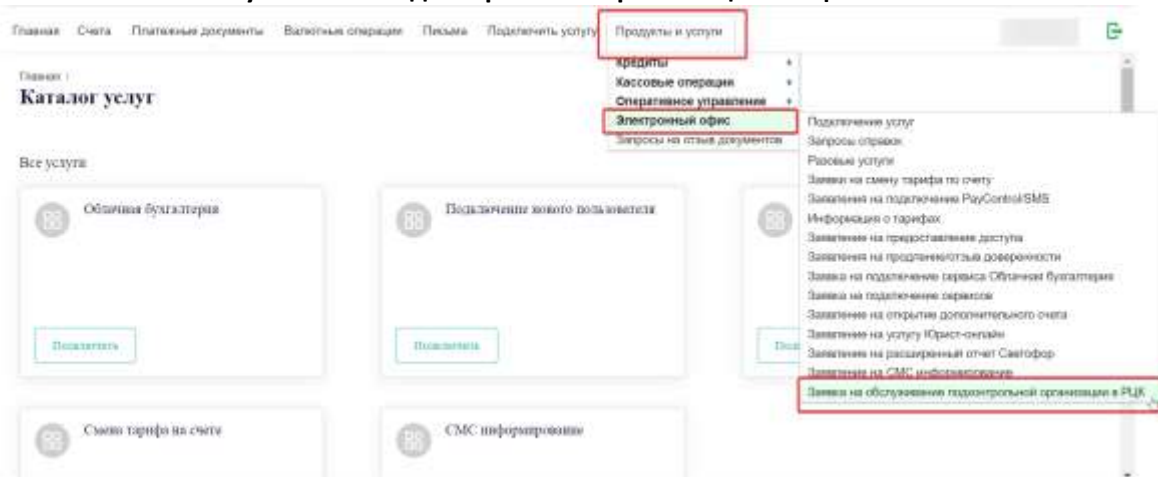 Главная Счета Платежные документы Валютные операции Письма Подключить услугу Продукты и услуги
Главная /
Каталог услуг
Кредиты
Кассовые операции
Оперативное управление
Электронный офис
Запросы на отзыв документов
Подключение услуг
Запросы справок
Разовые услуги
Заявки на смену тарифа по счету
Заявления на подключение PayControl/SMS
Информация о тарифах
Заявление на предоставление доступа
Заявления на продление/отзыв доверенности
Заявка на подключение сервиса Облачная бухгалтерия
Заявка на подключение сервисов
Заявление на открытие дополнительного счета
Заявление на услугу Юрист-онлайн
Заявление на расширенный отчет Светофор
Заявление на СМС информирование
Заявка на обслуживание подконтрольной организации в РЦК
Все услуги
Облачная бухгалтерия
Подключение нового пользователя
Подключить
Подключить
Смена тарифа на счете
СМС информирование